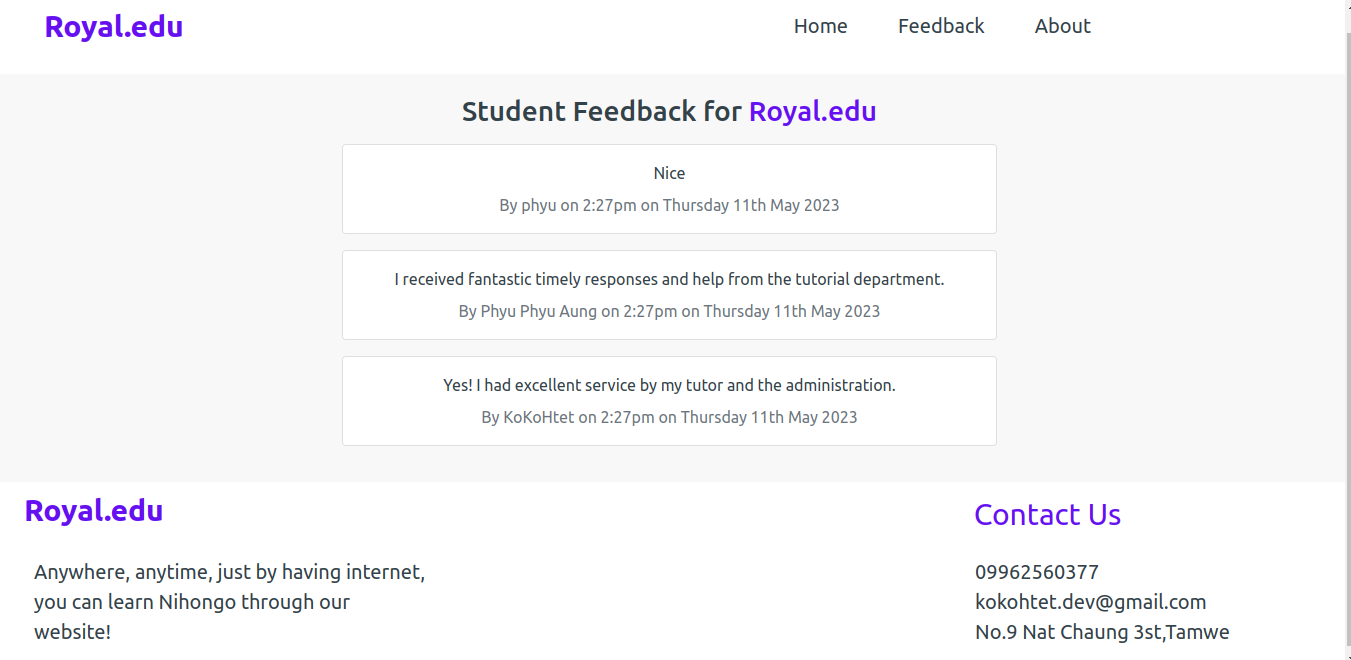 Royal.edu
Home Feedback About
Student Feedback for Royal.edu
Nice
By phyu on 2:27pm on Thursday 11th May 2023
I received fantastic timely responses and help from the tutorial department.
By Phyu Phyu Aung on 2:27pm on Thursday 11th May 2023
Yes! I had excellent service by my tutor and the administration.
By KoKoHtet on 2:27pm on Thursday 11th May 2023
Royal.edu
Anywhere, anytime, just by having internet,
you can learn Nihongo through our
website!
Contact Us
09962560377
kokohtet.dev@gmail.com
No.9 Nat Chaung 3st,Tamwe